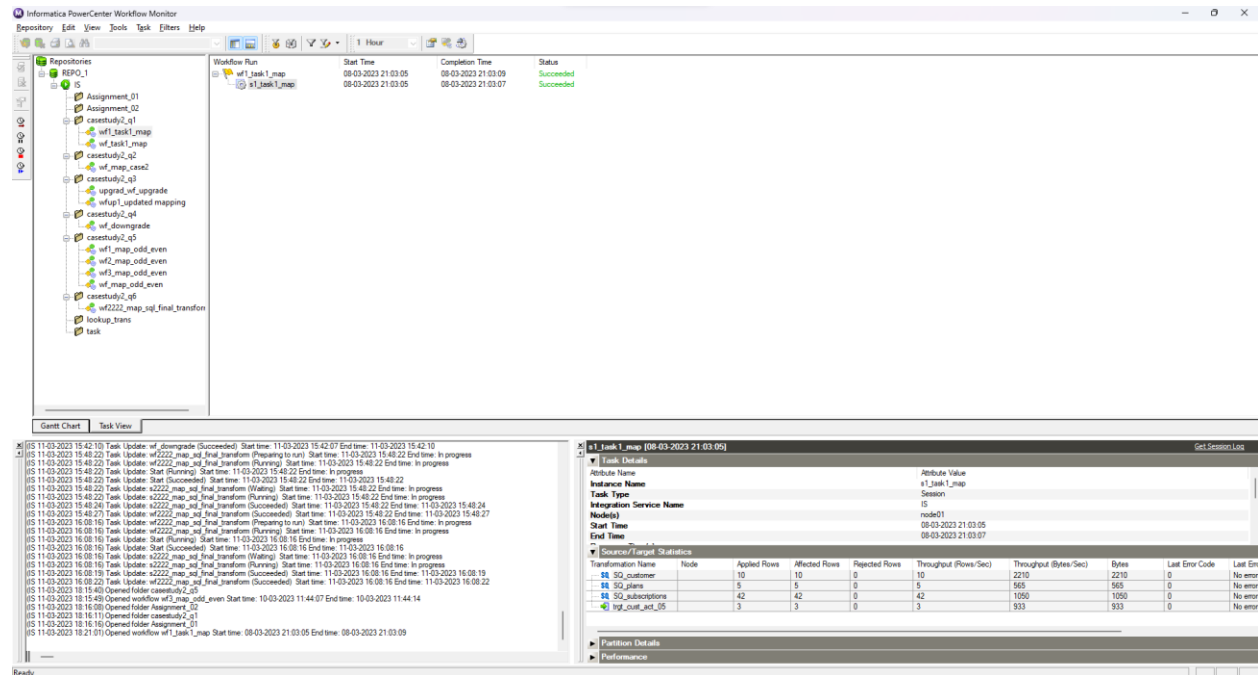 Informatica PowerCenter Workflow Monitor
Repository Edit View Tools Task Filters Help
1 Hour
Repositories
REPO_1
IS
Assignment_01
Assignment_02
casestudy2_q1
wf1_task1_map
wf_task1_map
casestudy2_q2
wf_map_case2
casestudy2_q3
upgrad_wf_upgrade
wfup1_updated mapping
casestudy2_q4
wf_downgrade
casestudy2_q5
wf1_map_odd_even
wf2_map_odd_even
wf3_map_odd_even
wf_map_odd_even
casestudy2_q6
wf2222_map_sql_final_transforn
lookup_trans
task
Workflow Run Start Time Completion Time Status
wf1_task1_map 08-03-2023 21:03:05 08-03-2023 21:03:09 Succeeded
s1_task1_map 08-03-2023 21:03:05 08-03-2023 21:03:07 Succeeded
Gantt Chart Task View
(IS 11-03-2023 15:42:10) Task Update: wf_downgrade (Succeeded) Start time: 11-03-2023 15:42:07 End time: 11-03-2023 15:42:10
(IS 11-03-2023 15:48:22) Task Update: wf2222_map_sql_final_transform (Preparing to run) Start time: 11-03-2023 15:48:22 End time: In progress
(IS 11-03-2023 15:48:22) Task Update: wf2222_map_sql_final_transform (Running) Start time: 11-03-2023 15:48:22 End time: In progress
(IS 11-03-2023 15:48:22) Task Update: Start (Running) Start time: 11-03-2023 15:48:22 End time: In progress
(IS 11-03-2023 15:48:22) Task Update: Start (Succeeded) Start time: 11-03-2023 15:48:22 End time: 11-03-2023 15:48:22
(IS 11-03-2023 15:48:22) Task Update: s2222_map_sql_final_transform (Waiting) Start time: 11-03-2023 15:48:22 End time: In progress
(IS 11-03-2023 15:48:22) Task Update: s2222_map_sql_final_transform (Running) Start time: 11-03-2023 15:48:22 End time: In progress
(IS 11-03-2023 15:48:24) Task Update: s2222_map_sql_final_transform (Succeeded) Start time: 11-03-2023 15:48:22 End time: 11-03-2023 15:48:24
(IS 11-03-2023 15:48:27) Task Update: wf2222_map_sql_final_transform (Succeeded) Start time: 11-03-2023 15:48:22 End time: 11-03-2023 15:48:27
(IS 11-03-2023 16:08:16) Task Update: wf2222_map_sql_final_transform (Preparing to run) Start time: 11-03-2023 16:08:16 End time: In progress
(IS 11-03-2023 16:08:16) Task Update: wf2222_map_sql_final_transform (Running) Start time: 11-03-2023 16:08:16 End time: In progress
(IS 11-03-2023 16:08:16) Task Update: Start (Running) Start time: 11-03-2023 16:08:16 End time: In progress
(IS 11-03-2023 16:08:16) Task Update: Start (Succeeded) Start time: 11-03-2023 16:08:16 End time: 11-03-2023 16:08:16
(IS 11-03-2023 16:08:16) Task Update: s2222_map_sql_final_transform (Waiting) Start time: 11-03-2023 16:08:16 End time: In progress
(IS 11-03-2023 16:08:16) Task Update: s2222_map_sql_final_transform (Running) Start time: 11-03-2023 16:08:16 End time: In progress
(IS 11-03-2023 16:08:19) Task Update: s2222_map_sql_final_transform (Succeeded) Start time: 11-03-2023 16:08:16 End time: 11-03-2023 16:08:19
(IS 11-03-2023 16:08:22) Task Update: wf2222_map_sql_final_transform (Succeeded) Start time: 11-03-2023 16:08:16 End time: 11-03-2023 16:08:22
(IS 11-03-2023 18:15:40) Opened folder casestudy2_q5
(IS 11-03-2023 18:15:49) Opened workflow wf3_map_odd_even Start time: 10-03-2023 11:44:07 End time: 10-03-2023 11:44:14
(IS 11-03-2023 18:16:08) Opened folder Assignment_02
(IS 11-03-2023 18:16:11) Opened folder casestudy2_q1
(IS 11-03-2023 18:16:16) Opened folder Assignment_01
(IS 11-03-2023 18:21:01) Opened workflow wf1_task1_map Start time: 08-03-2023 21:03:05 End time: 08-03-2023 21:03:09
s1_task1_map [08-03-2023 21:03:05] Get Session Log
Task Details
Attribute Name Attribute Value
Instance Name s1_task1_map
Task Type Session
Integration Service Name IS
Node(s) node01
Start Time 08-03-2023 21:03:05
End Time 08-03-2023 21:03:07
Source/Target Statistics
Transformation Name Node Applied Rows Affected Rows Rejected Rows Throughput (Rows/Sec) Throughput (Bytes/Sec) Bytes Last Error Code Last Err
SQ_customer 10 10 0 10 2210 2210 0 No error
SQ_plans 5 5 0 5 565 565 0 No error
SQ_subscriptions 42 42 0 42 1050 1050 0 No error
trgt_cust_act_05 3 3 0 3 933 933 0 No error
Partition Details
Performance
Ready